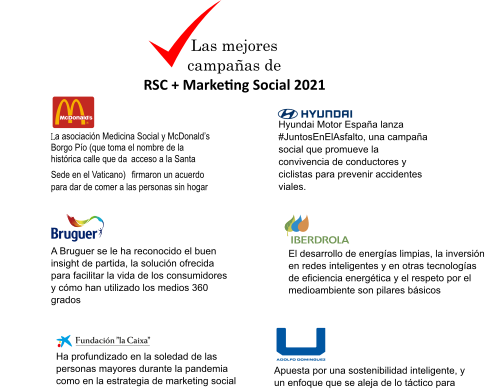 Las mejores
campañas de
RSC + Marketing Social 2021
McDonald's
La asociación Medicina Social y McDonald's
Borgo Pío (que toma el nombre de la
histórica calle que da acceso a la Santa
Sede en el Vaticano) firmaron un acuerdo
para dar de comer a las personas sin hogar
HYUNDAI
Hyundai Motor España lanza
#JuntosEnElAsfalto, una campaña
social que promueve la
convivencia de conductores y
ciclistas para prevenir accidentes
viales.
Bruguer
A Bruguer se le ha reconocido el buen
insight de partida, la solución ofrecida
para facilitar la vida de los consumidores
y cómo han utilizado los medios 360
grados
IBERDROLA
El desarrollo de energías limpias, la inversión
en redes inteligentes y en otras tecnologías
de eficiencia energética y el respeto por el
medioambiente son pilares básicos
Fundación "la Caixa"
Ha profundizado en la soledad de las
personas mayores durante la pandemia
como en la estrategia de marketing social
ADOLFO DOMINGUEZ
Apuesta por una sostenibilidad inteligente, y
un enfoque que se aleja de lo táctico para